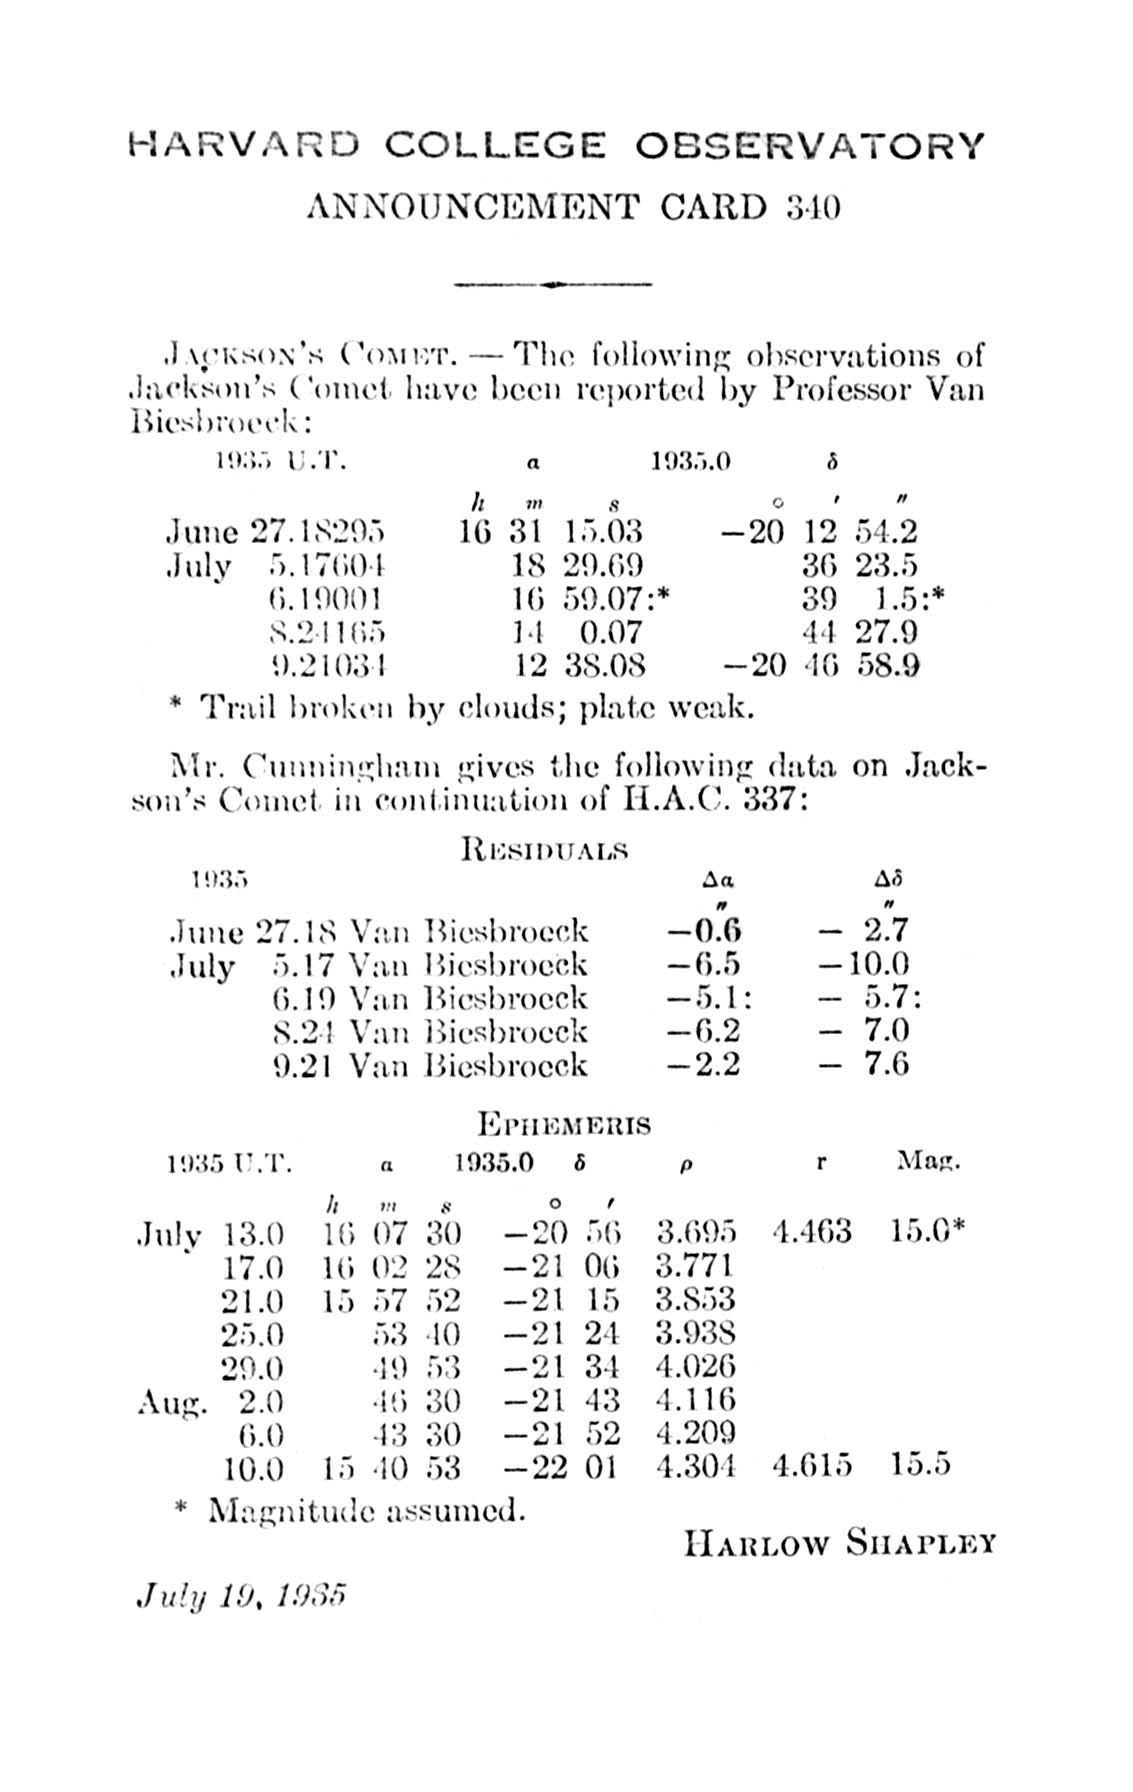 HARVARD COLLEGE OBSERVATORY
ANNOUNCEMENT CARD 340
JACKSON'S COMET. — The following observations of
Jackson's Comet have been reported by Professor Van
Biesbroeck:
1935 U.T. α 1935.0 δ
h m s ° ′ ″
June 27.18295 16 31 15.03 −20 12 54.2
July 5.17604 18 29.69 36 23.5
6.19001 16 59.07:* 39 1.5:*
8.24165 14 0.07 44 27.9
9.21034 12 38.08 −20 46 58.9
* Trail broken by clouds; plate weak.
Mr. Cunningham gives the following data on Jack-
son's Comet in continuation of H.A.C. 337:
RESIDUALS
1935 Δα Δδ
″ ″
June 27.18 Van Biesbroeck −0.6 − 2.7
July 5.17 Van Biesbroeck −6.5 −10.0
6.19 Van Biesbroeck −5.1: − 5.7:
8.24 Van Biesbroeck −6.2 − 7.0
9.21 Van Biesbroeck −2.2 − 7.6
EPHEMERIS
1935 U.T. α 1935.0 δ ρ r Mag.
h m s ° ′
July 13.0 16 07 30 −20 56 3.695 4.463 15.0*
17.0 16 02 28 −21 06 3.771
21.0 15 57 52 −21 15 3.853
25.0 53 40 −21 24 3.938
29.0 49 53 −21 34 4.026
Aug. 2.0 46 30 −21 43 4.116
6.0 43 30 −21 52 4.209
10.0 15 40 53 −22 01 4.304 4.615 15.5
* Magnitude assumed.
HARLOW SHAPLEY
July 19, 1935